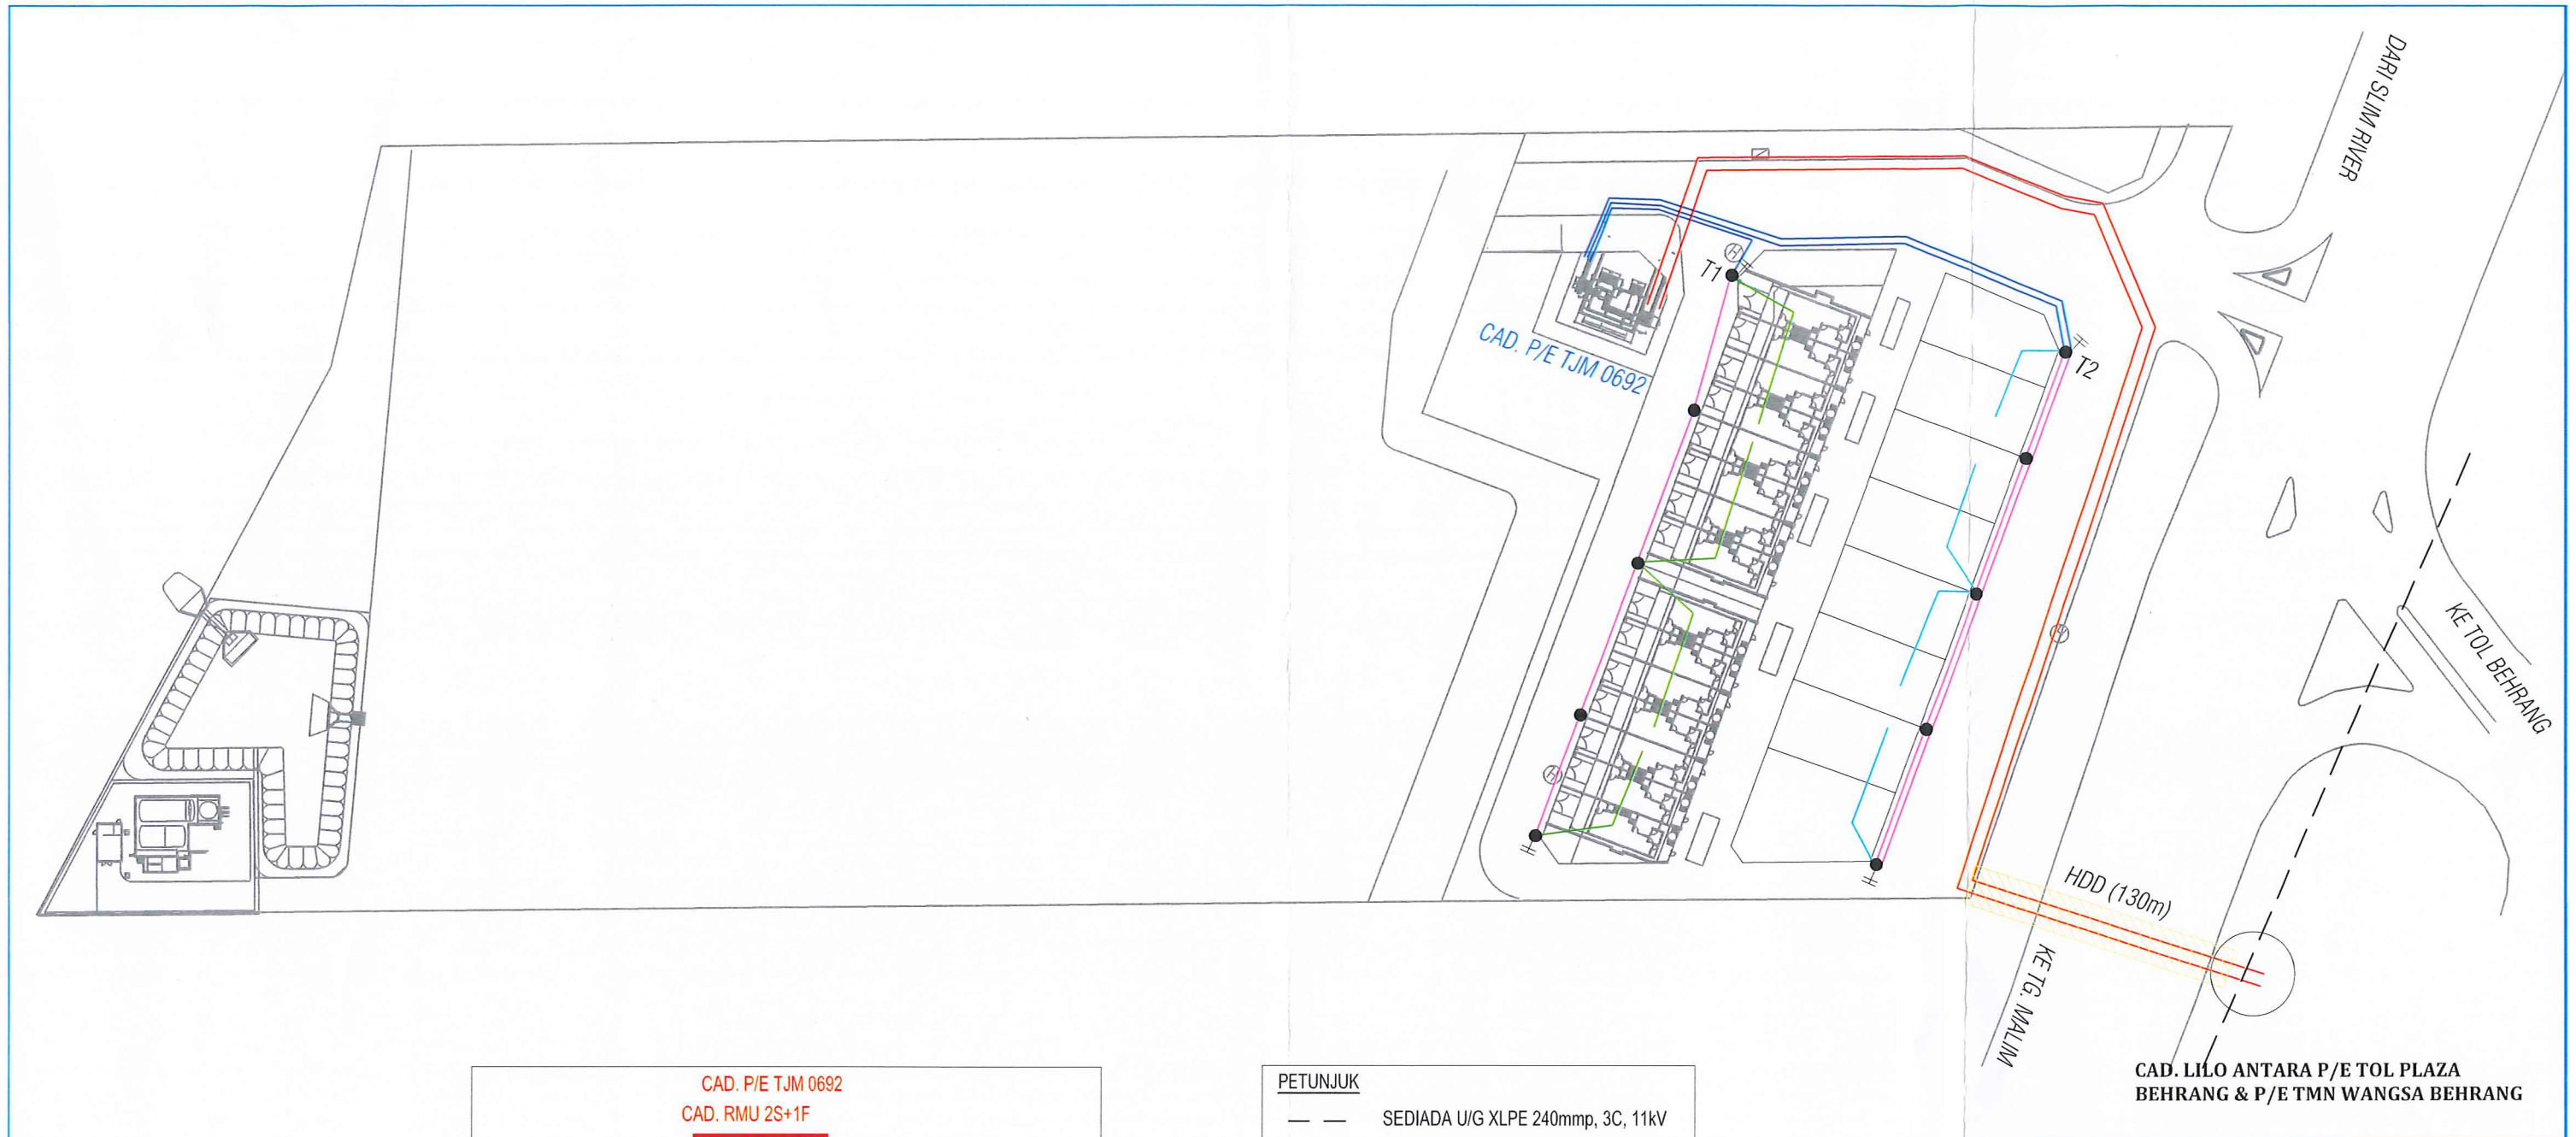 DARI SLIM RIVER
T1
CAD. P/E TJM 0692
T2
KE TOL BEHRANG
HDD (130m)
KE TG. MALIM
CAD. LILO ANTARA P/E TOL PLAZA
BEHRANG & P/E TMN WANGSA BEHRANG
CAD. P/E TJM 0692
CAD. RMU 2S+1F
PETUNJUK
SEDIADA U/G XLPE 240mmp, 3C, 11kV